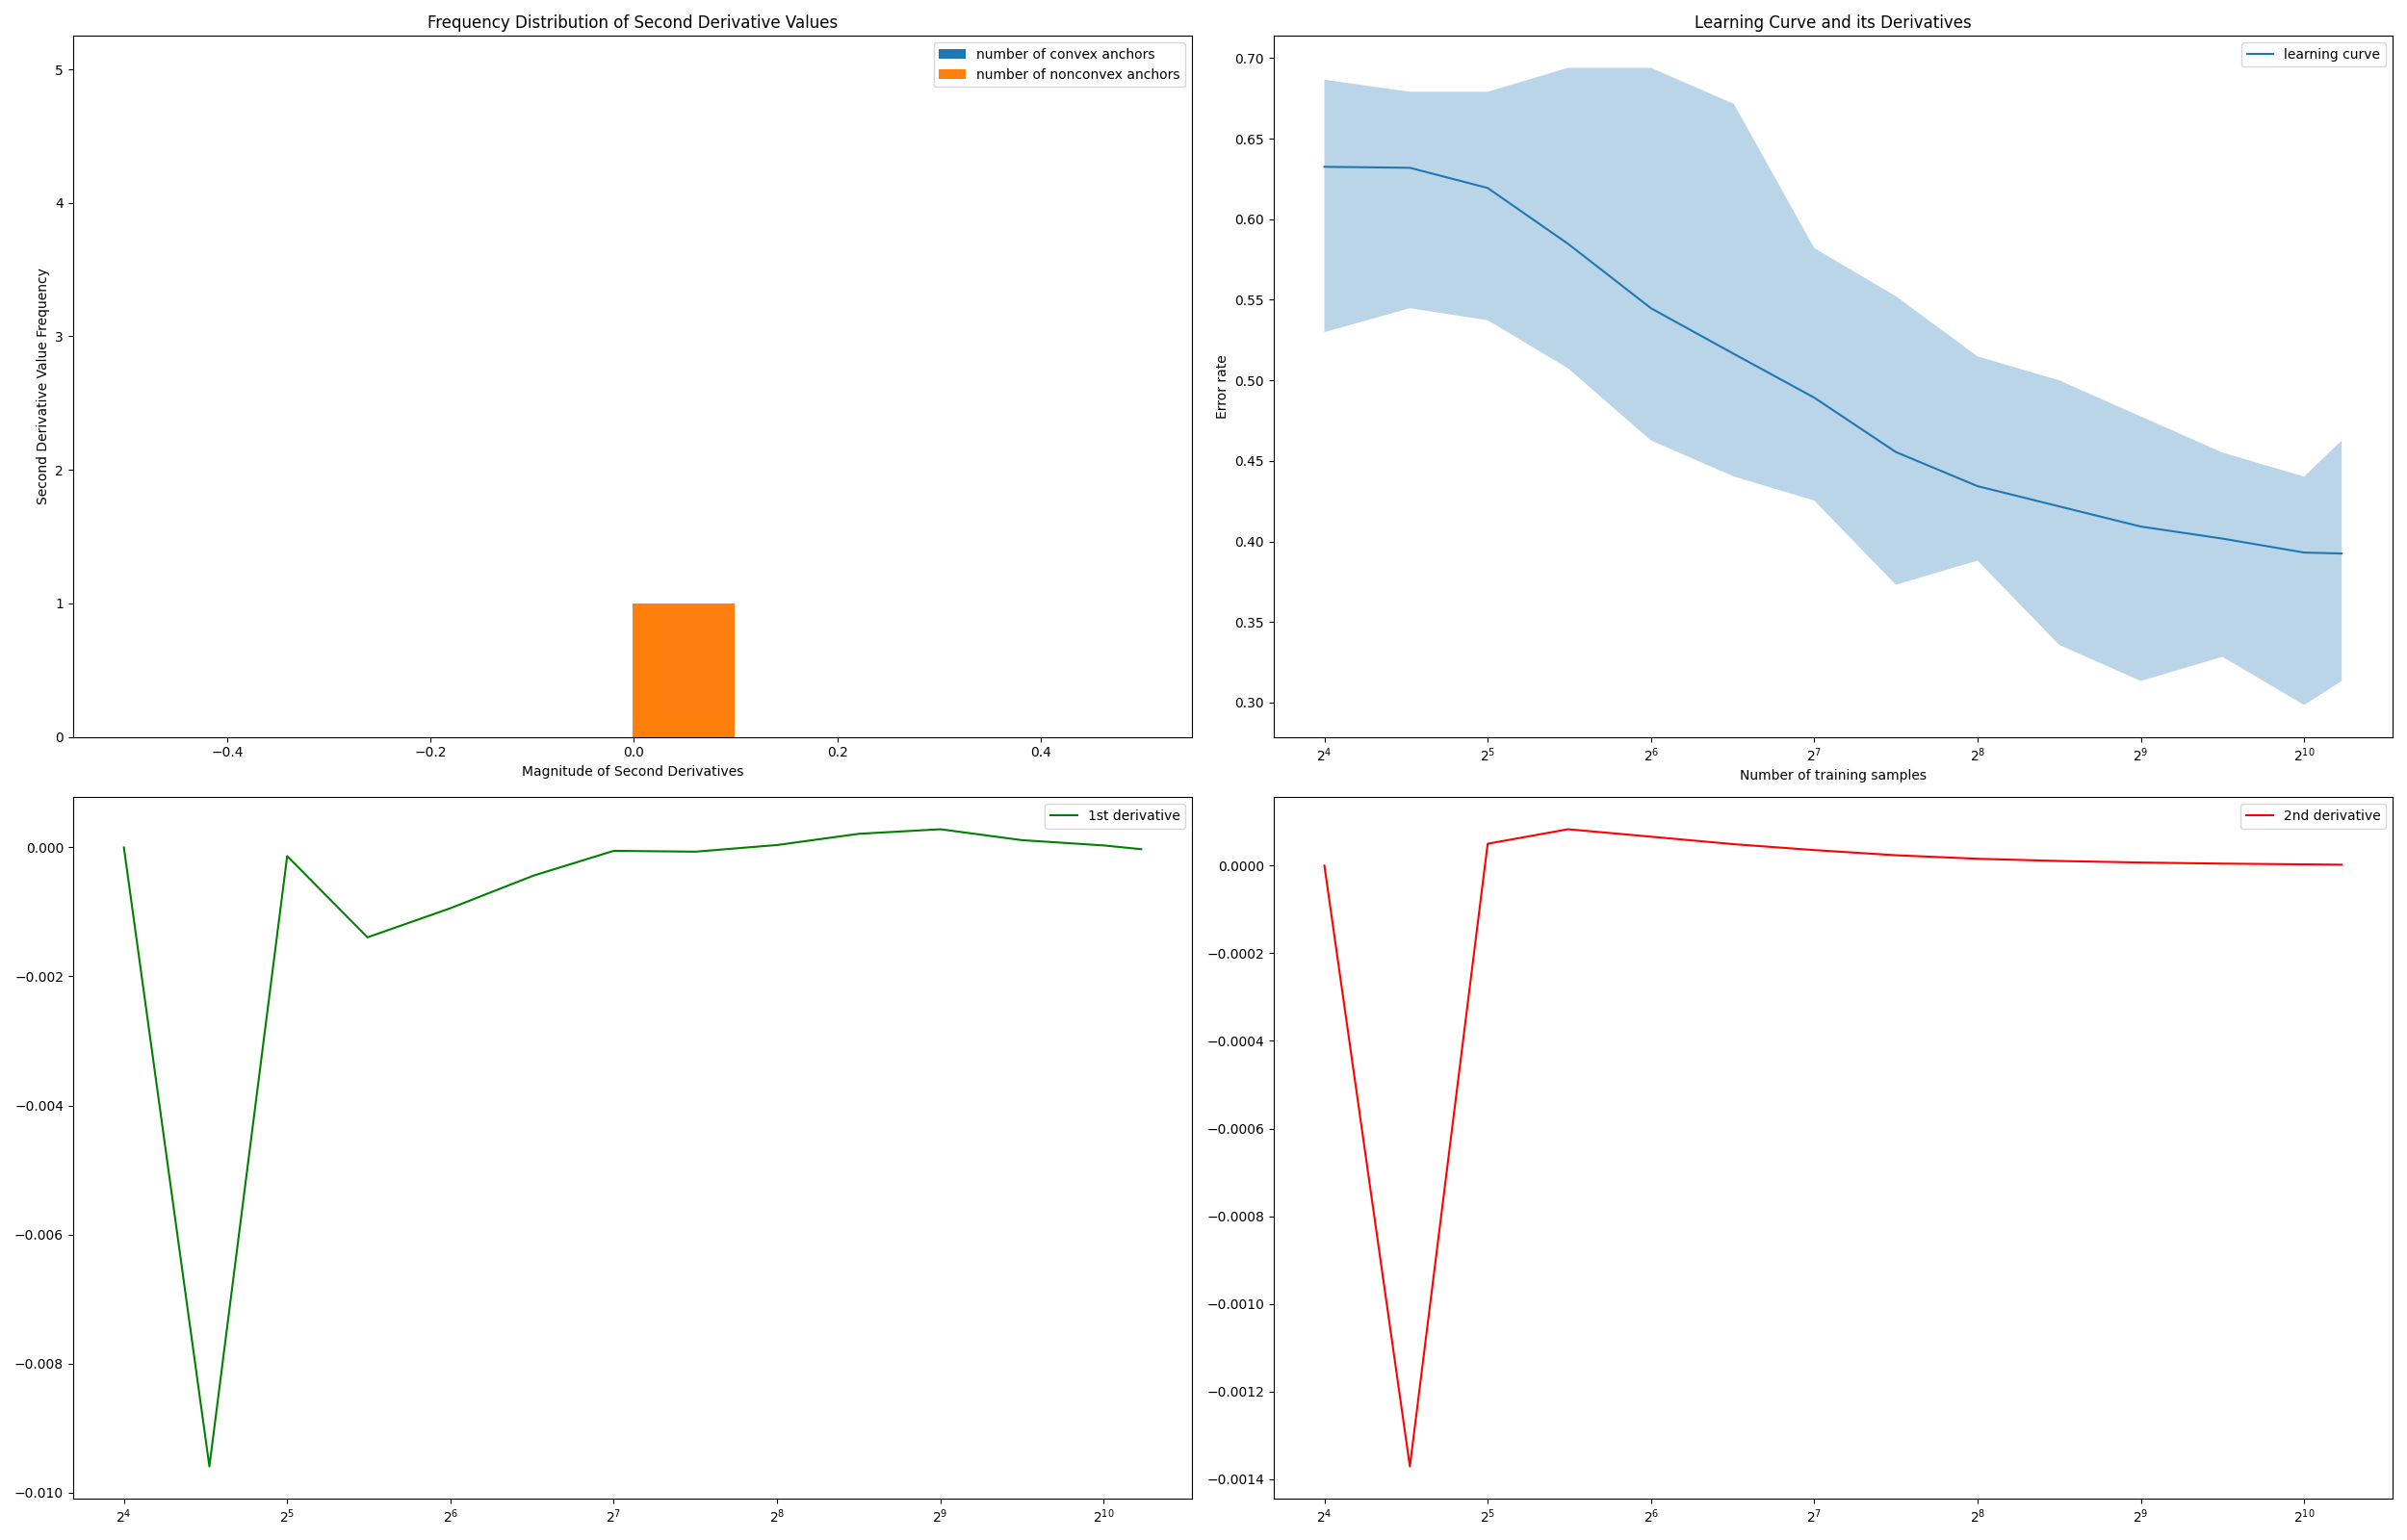 Frequency Distribution of Second Derivative Values
number of convex anchors
number of nonconvex anchors
Second Derivative Value Frequency
5
4
3
2
1
0
−0.4 −0.2 0.0 0.2 0.4
Magnitude of Second Derivatives
Learning Curve and its Derivatives
learning curve
Error rate
0.70
0.65
0.60
0.55
0.50
0.45
0.40
0.35
0.30
2⁴ 2⁵ 2⁶ 2⁷ 2⁸ 2⁹ 2¹⁰
Number of training samples
1st derivative
0.000
−0.002
−0.004
−0.006
−0.008
−0.010
2⁴ 2⁵ 2⁶ 2⁷ 2⁸ 2⁹ 2¹⁰
2nd derivative
0.0000
−0.0002
−0.0004
−0.0006
−0.0008
−0.0010
−0.0012
−0.0014
2⁴ 2⁵ 2⁶ 2⁷ 2⁸ 2⁹ 2¹⁰